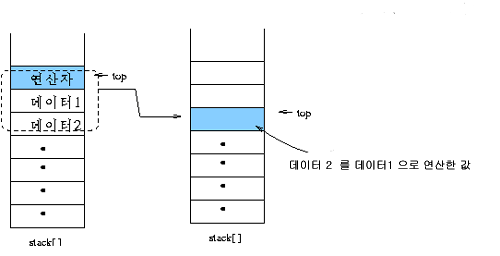 연산자
top
데이터1
데이터2
top
데이터 2 를 데이터1 으로 연산한 값
stack[]
stack[]